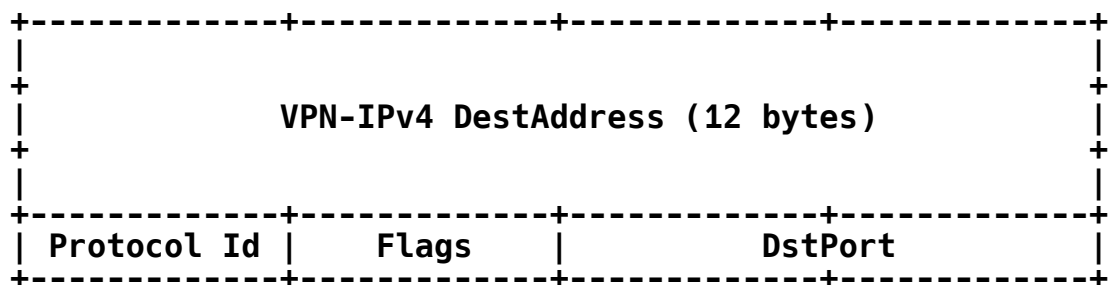 VPN-IPv4 DestAddress (12 bytes)
Protocol Id | Flags | DstPort